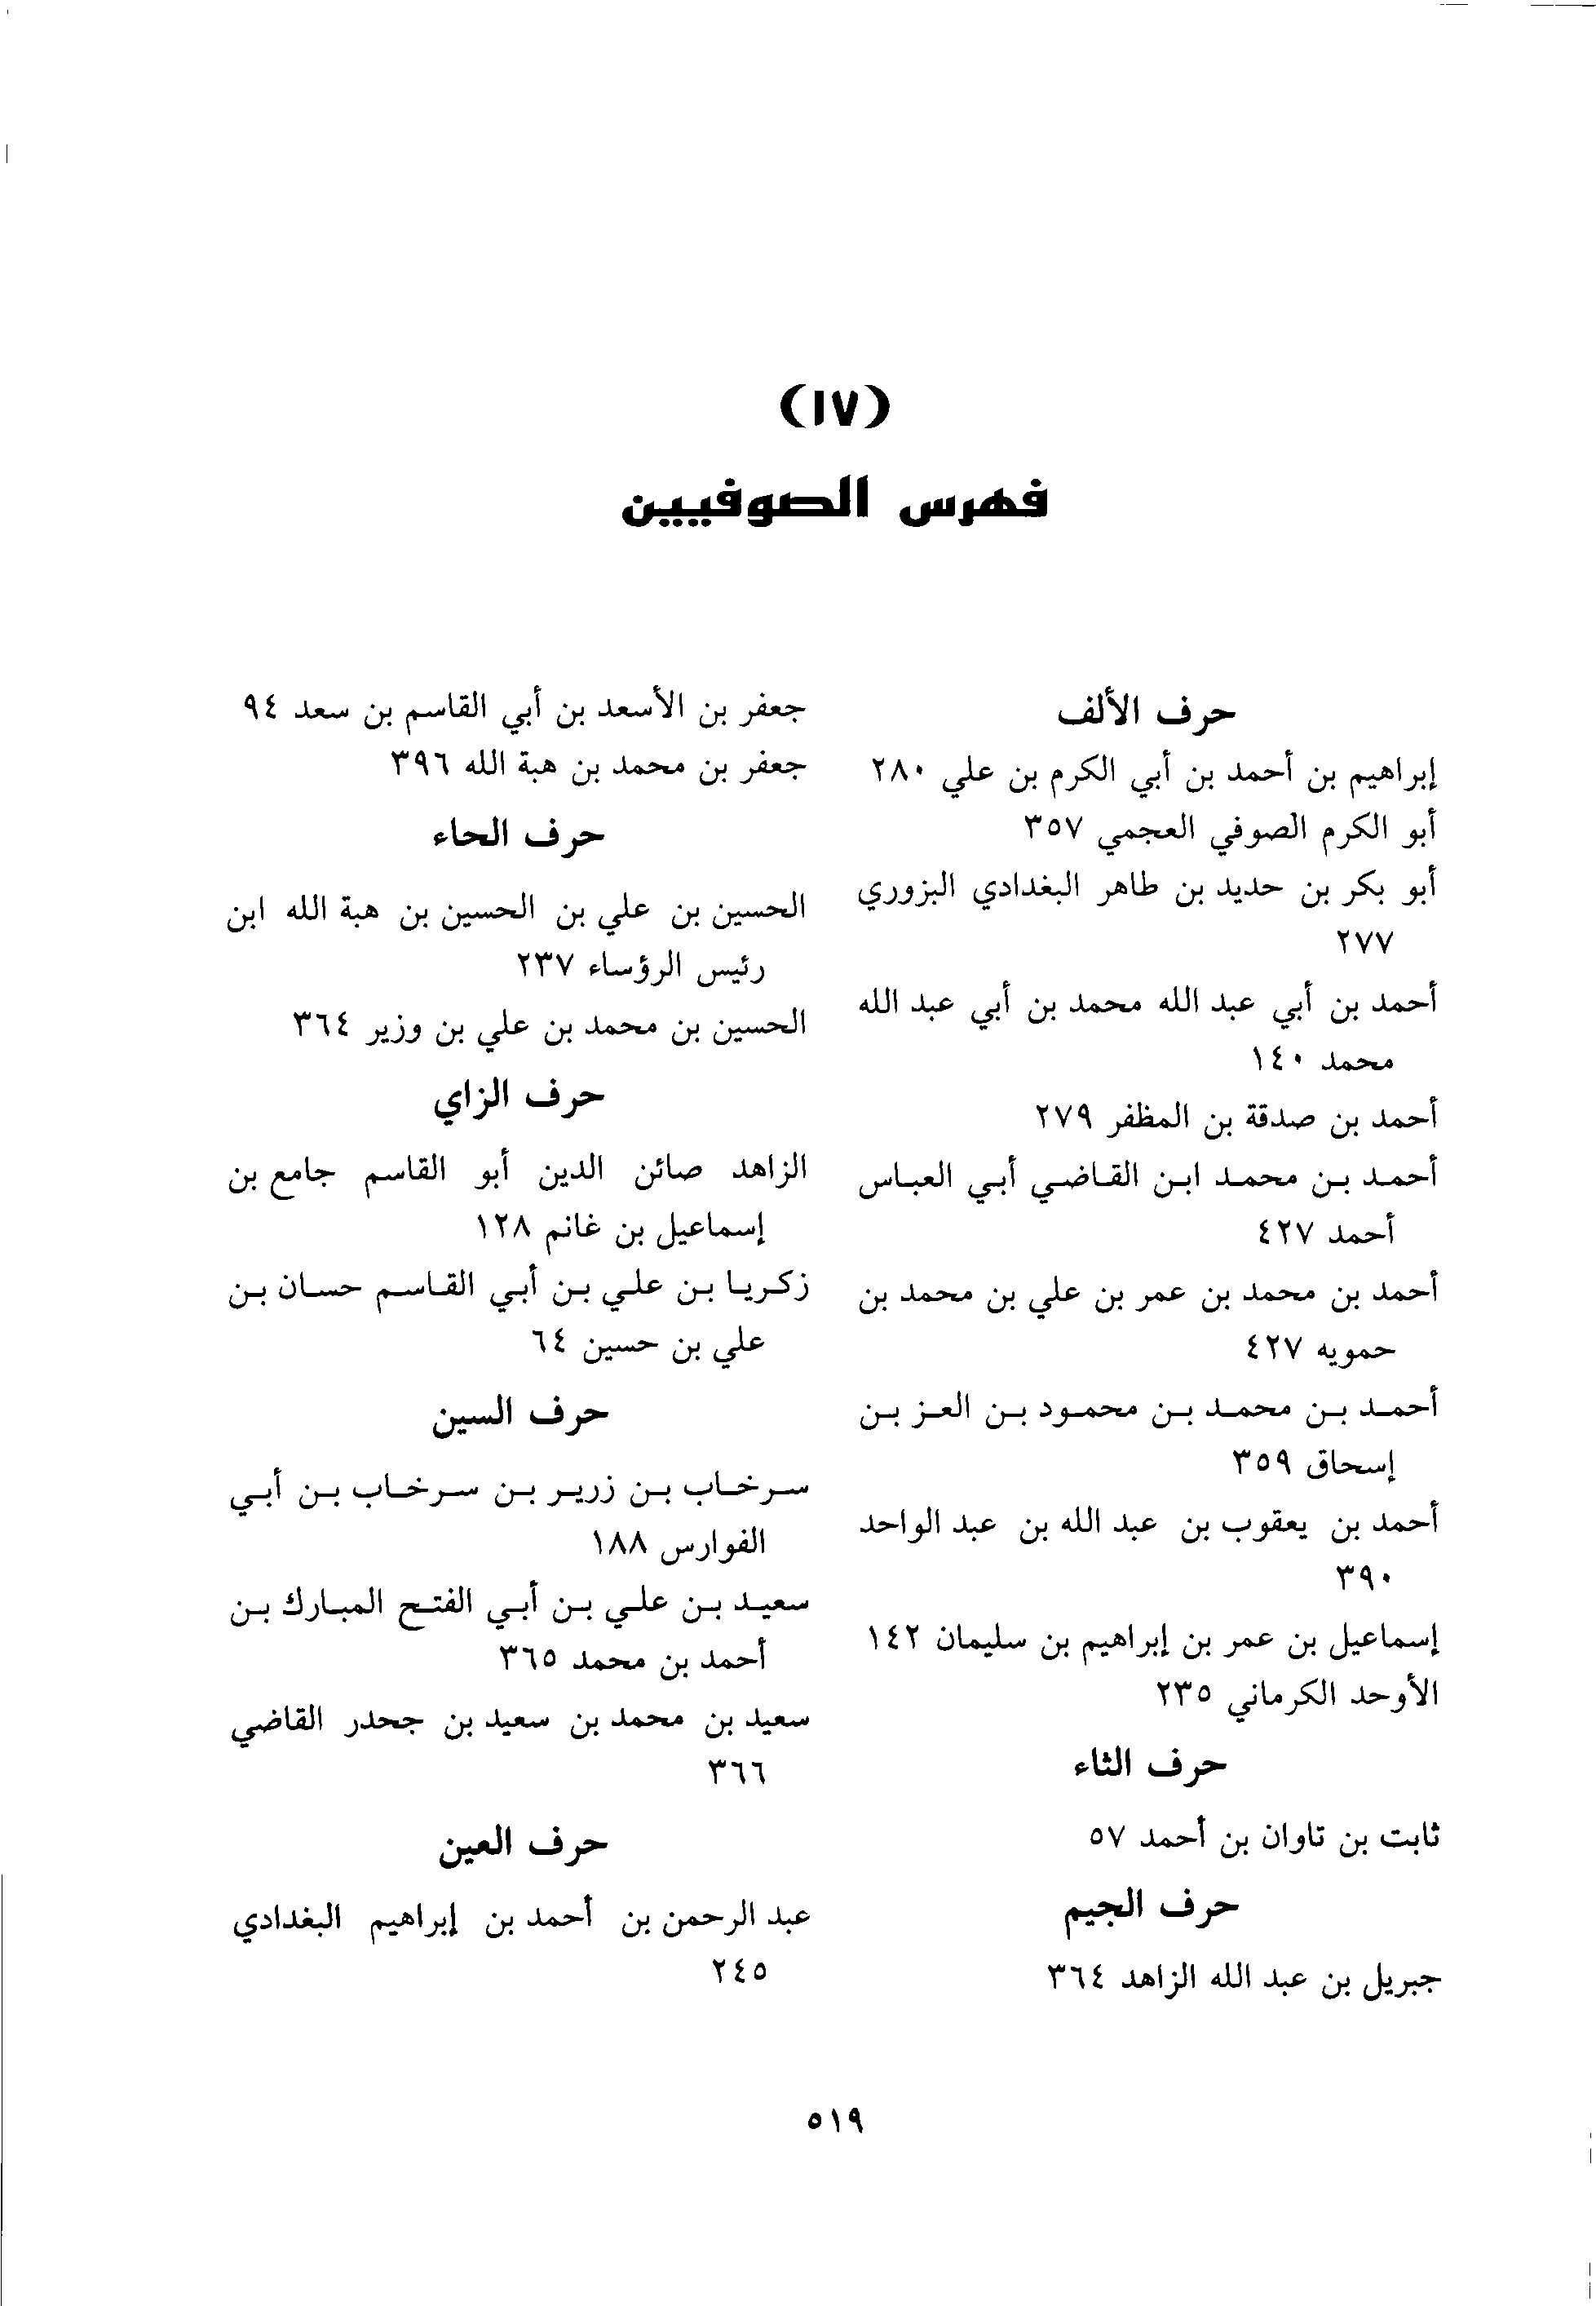 (١٧)
فهرس الصوفيين
حرف الألف
إبراهيم بن أحمد بن أبي الكرم بن علي ٢٨٠
أبو الكرم الصوفي العجمي ٣٥٧
أبو بكر بن حديد بن طاهر البغدادي البزوري
٢٧٧
أحمد بن أبي عبد الله محمد بن أبي عبد الله
محمد ١٤٠
أحمد بن صدقة بن المظفر ٢٧٩
أحمد بن محمد ابن القاضي أبي العباس
أحمد ٤٢٧
أحمد بن محمد بن عمر بن علي بن محمد بن
حمويه ٤٢٧
أحمد بن محمد بن محمود بن العز بن
إسحاق ٣٥٩
أحمد بن يعقوب بن عبد الله بن عبد الواحد
٣٩٠
إسماعيل بن عمر بن إبراهيم بن سليمان ١٤٢
الأوحد الكرماني ٢٣٥
حرف الثاء
ثابت بن تاوان بن أحمد ٥٧
حرف الجيم
جبريل بن عبد الله الزاهد ٣٦٤
جعفر بن الأسعد بن أبي القاسم بن سعد ٩٤
جعفر بن محمد بن هبة الله ٣٩٦
حرف الحاء
الحسين بن علي بن الحسين بن هبة الله ابن
رئيس الرؤساء ٢٣٧
الحسين بن محمد بن علي بن وزير ٣٦٤
حرف الزاي
الزاهد صائن الدين أبو القاسم جامع بن
إسماعيل بن غانم ١٢٨
زكريا بن علي بن أبي القاسم حسان بن
علي بن حسين ٦٤
حرف السين
سرخاب بن زرير بن سرخاب بن أبي
الفوارس ١٨٨
سعيد بن علي بن أبي الفتح المبارك بن
أحمد بن محمد ٣٦٥
سعيد بن محمد بن سعيد بن جحدر القاضي
٣٦٦
حرف العين
عبد الرحمن بن أحمد بن إبراهيم البغدادي
٢٤٥
٥١٩